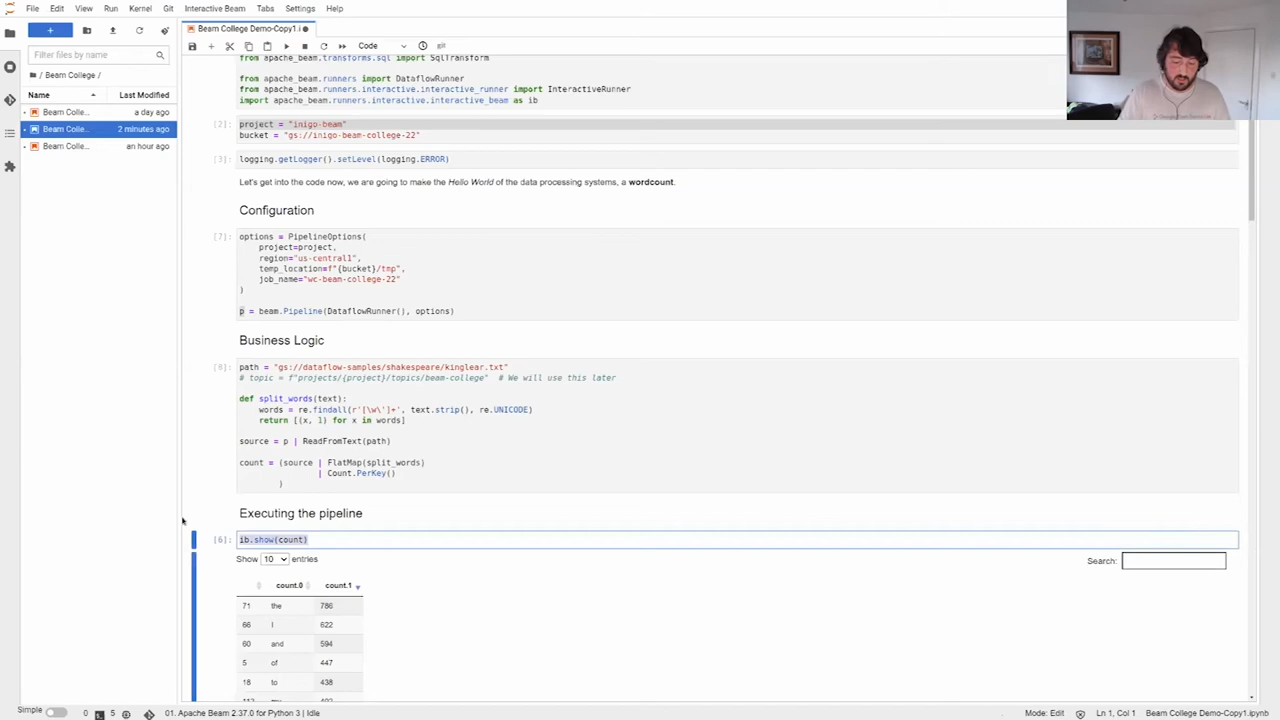 File Edit View Run Kernel Git Interactive Beam Tabs Settings Help
Beam College Demo-Copy1.i
Code
git
Filter files by name
/ Beam College /
Name Last Modified
Beam Colle... a day ago
Beam Colle... 2 minutes ago
Beam Colle... an hour ago
from apache_beam.transforms.sql import SqlTransform
from apache_beam.runners import DataflowRunner
from apache_beam.runners.interactive.interactive_runner import InteractiveRunner
import apache_beam.runners.interactive.interactive_beam as ib
[2]: project = "inigo-beam"
bucket = "gs://inigo-beam-college-22"
[3]: logging.getLogger().setLevel(logging.ERROR)
Let's get into the code now, we are going to make the Hello World of the data processing systems, a wordcount.
Configuration
[7]: options = PipelineOptions(
project=project,
region="us-central1",
temp_location=f"{bucket}/tmp",
job_name="wc-beam-college-22"
)
p = beam.Pipeline(DataflowRunner(), options)
Business Logic
[8]: path = "gs://dataflow-samples/shakespeare/kinglear.txt"
# topic = f"projects/{project}/topics/beam-college" # We will use this later
def split_words(text):
words = re.findall(r'[\w\']+', text.strip(), re.UNICODE)
return [(x, 1) for x in words]
source = p | ReadFromText(path)
count = (source | FlatMap(split_words)
| Count.PerKey()
)
Executing the pipeline
[6]: ib.show(count)
Show 10 entries
Search:
count.0 count.1
71 the 786
66 I 622
60 and 594
5 of 447
18 to 438
Simple 0 5 01. Apache Beam 2.37.0 for Python 3 | Idle Mode: Edit Ln 1, Col 1 Beam College Demo-Copy1.ipynb